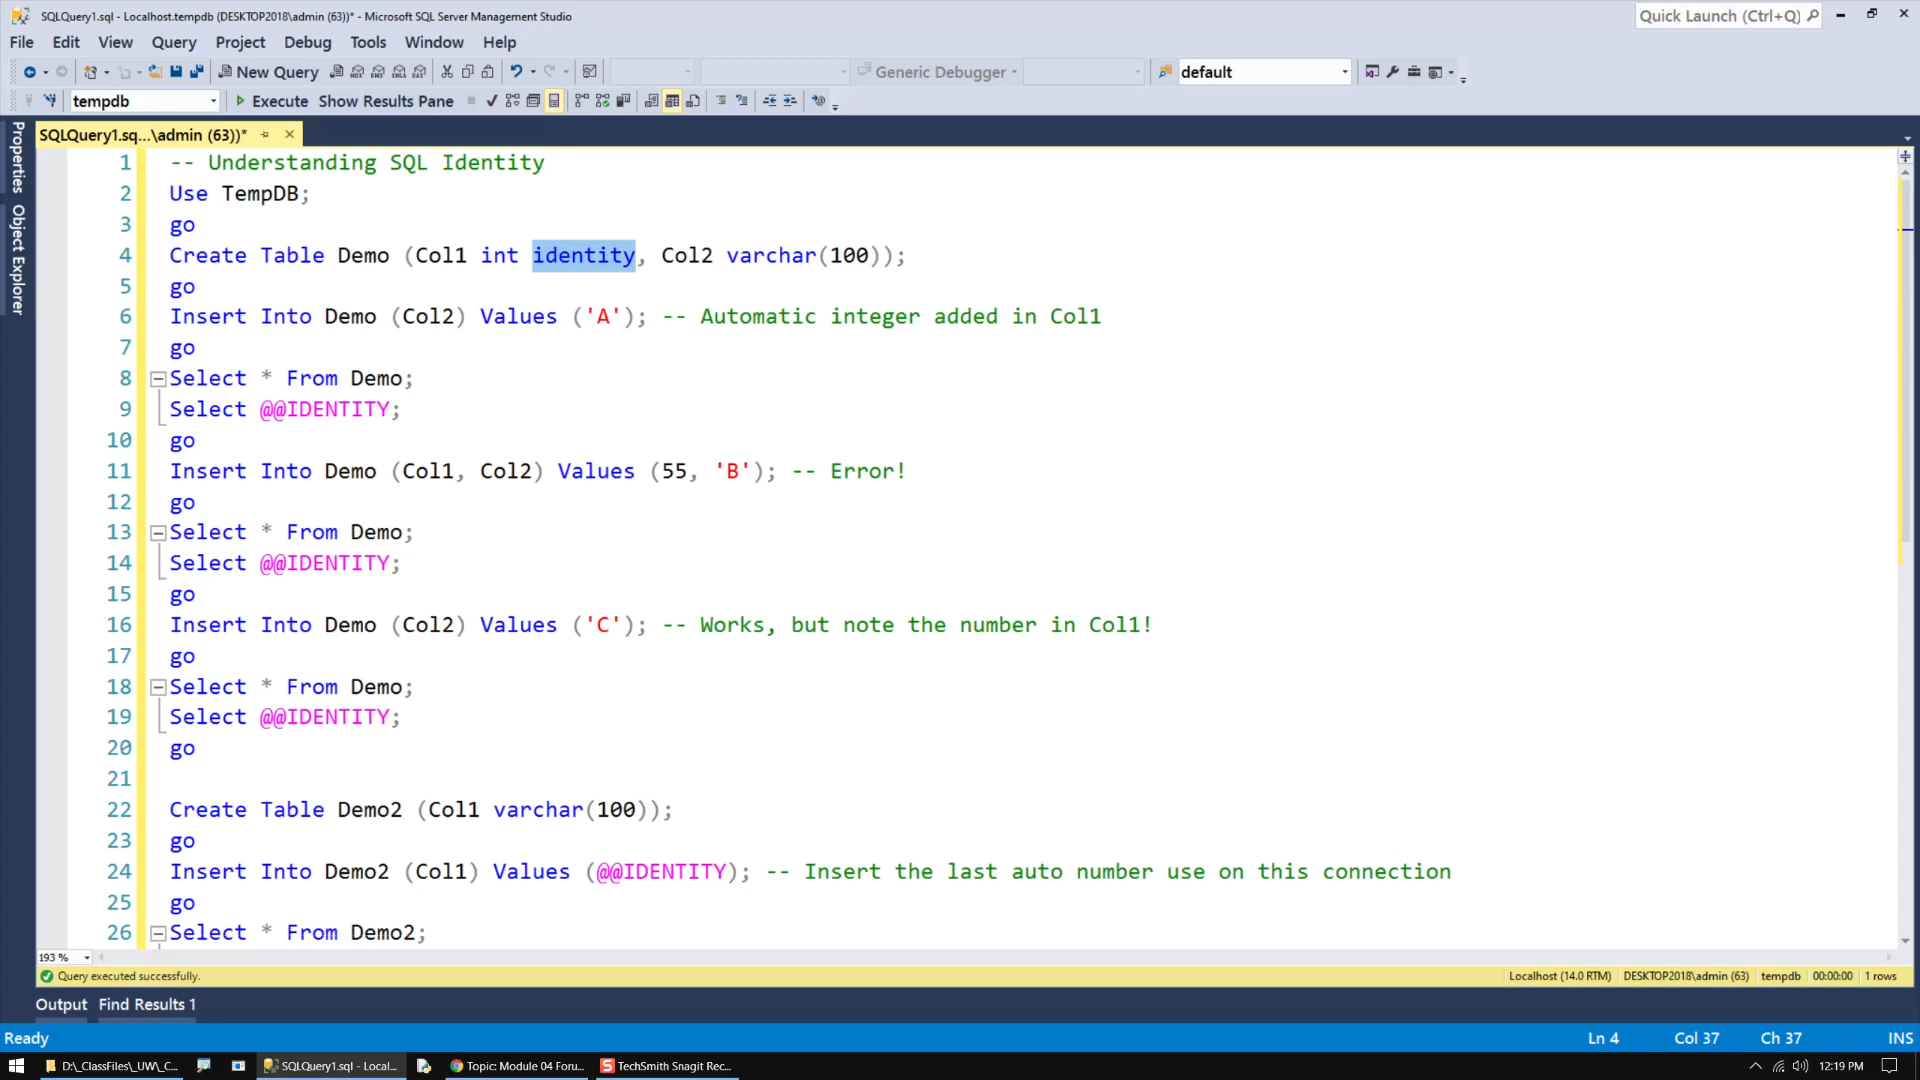 SQLQuery1.sql - Localhost.tempdb (DESKTOP2018\admin (63))* - Microsoft SQL Server Management Studio
Quick Launch (Ctrl+Q)
File Edit View Query Project Debug Tools Window Help
New Query
Generic Debugger
default
tempdb
Execute Show Results Pane
SQLQuery1.sq...\admin (63))*
Properties
Object Explorer
1 -- Understanding SQL Identity
2 Use TempDB;
3 go
4 Create Table Demo (Col1 int identity, Col2 varchar(100));
5 go
6 Insert Into Demo (Col2) Values ('A'); -- Automatic integer added in Col1
7 go
8 Select * From Demo;
9 Select @@IDENTITY;
10 go
11 Insert Into Demo (Col1, Col2) Values (55, 'B'); -- Error!
12 go
13 Select * From Demo;
14 Select @@IDENTITY;
15 go
16 Insert Into Demo (Col2) Values ('C'); -- Works, but note the number in Col1!
17 go
18 Select * From Demo;
19 Select @@IDENTITY;
20 go
21
22 Create Table Demo2 (Col1 varchar(100));
23 go
24 Insert Into Demo2 (Col1) Values (@@IDENTITY); -- Insert the last auto number use on this connection
25 go
26 Select * From Demo2;
193 %
Query executed successfully. Localhost (14.0 RTM) DESKTOP2018\admin (63) tempdb 00:00:00 1 rows
Output Find Results 1
Ready Ln 4 Col 37 Ch 37 INS
D:\_ClassFiles\_UW\_C... SQLQuery1.sql - Local... Topic: Module 04 Foru... TechSmith Snagit Rec... 12:19 PM